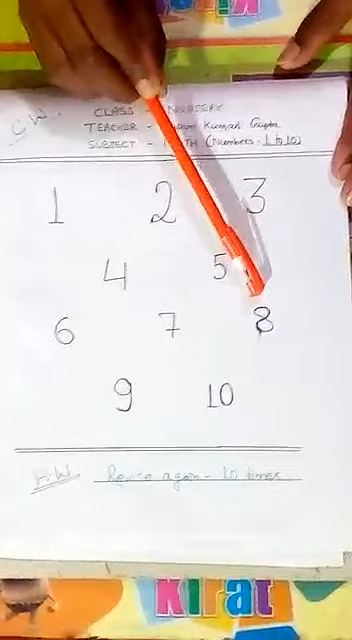 C.W.
CLASS - NURSERY
TEACHER - Kumar Gupta
SUBJECT - MATH (Numbers - 1 to 10)
1 2 3
4 5
6 7 8
9 10
H.W. Revise again - 10 times
kirat